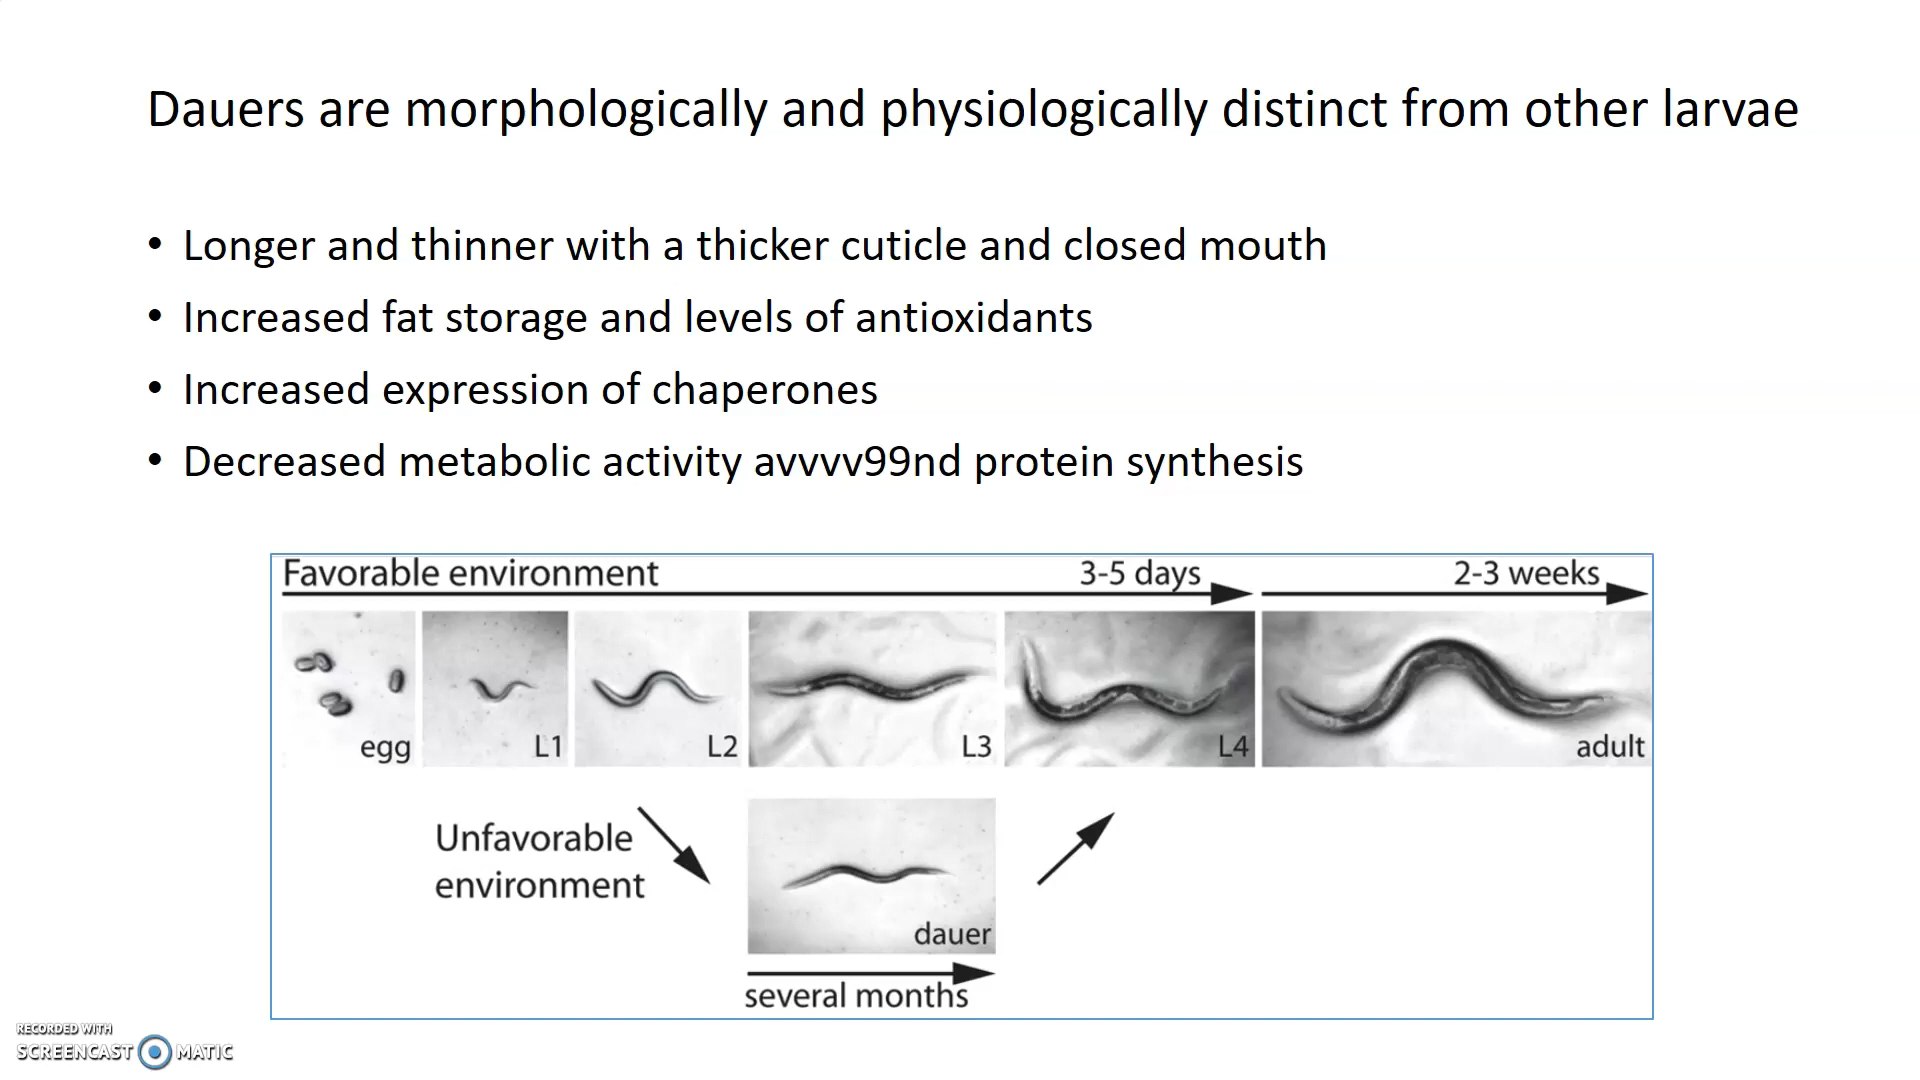 Dauers are morphologically and physiologically distinct from other larvae
• Longer and thinner with a thicker cuticle and closed mouth
• Increased fat storage and levels of antioxidants
• Increased expression of chaperones
• Decreased metabolic activity avvvv99nd protein synthesis
Favorable environment 3-5 days 2-3 weeks
egg L1 L2 L3 L4 adult
Unfavorable
environment
dauer
several months
RECORDED WITH
SCREENCAST MATIC